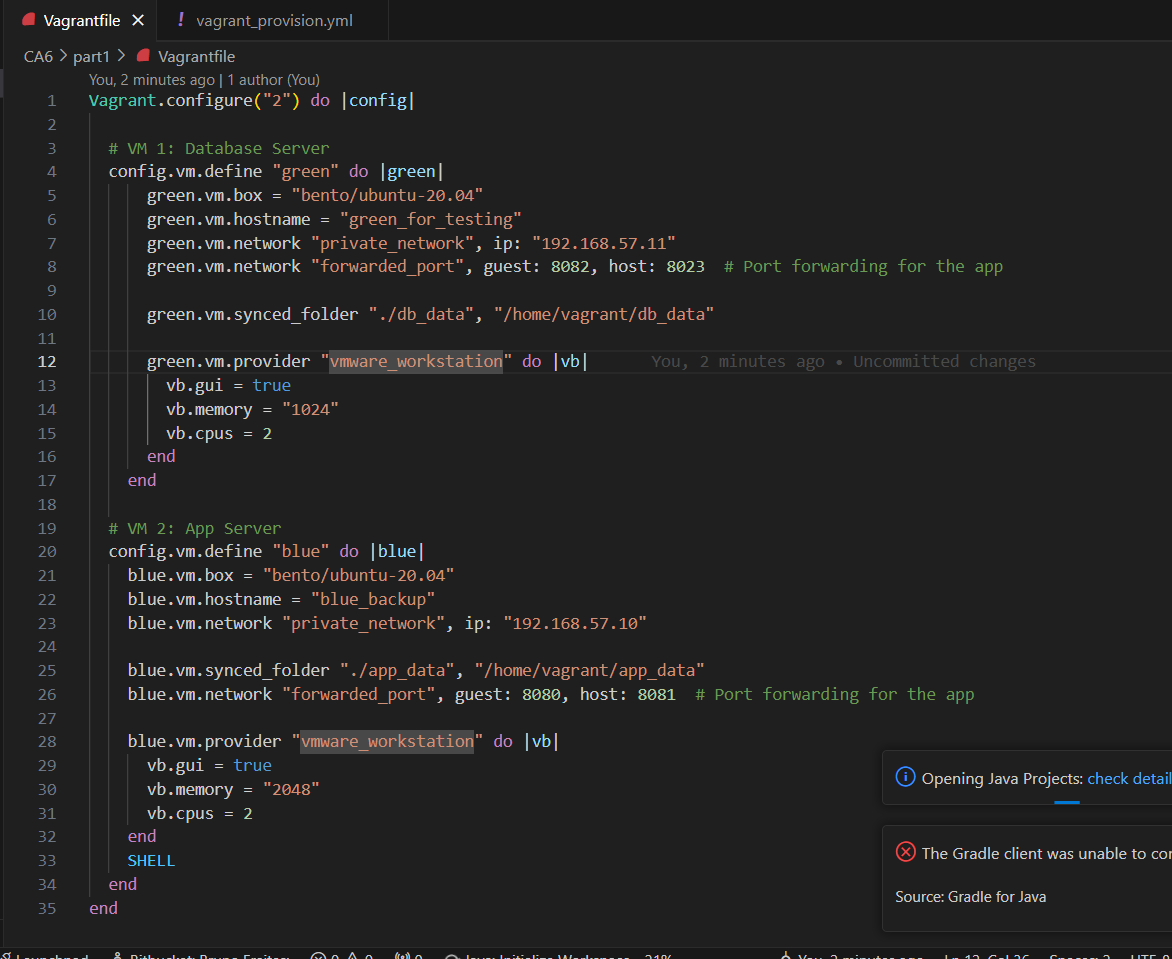 Vagrantfile
! vagrant_provision.yml
CA6 > part1 > Vagrantfile
You, 2 minutes ago | 1 author (You)
1 Vagrant.configure("2") do |config|
2
3 # VM 1: Database Server
4 config.vm.define "green" do |green|
5 green.vm.box = "bento/ubuntu-20.04"
6 green.vm.hostname = "green_for_testing"
7 green.vm.network "private_network", ip: "192.168.57.11"
8 green.vm.network "forwarded_port", guest: 8082, host: 8023 # Port forwarding for the app
9
10 green.vm.synced_folder "./db_data", "/home/vagrant/db_data"
11
12 green.vm.provider "vmware_workstation" do |vb| You, 2 minutes ago • Uncommitted changes
13 vb.gui = true
14 vb.memory = "1024"
15 vb.cpus = 2
16 end
17 end
18
19 # VM 2: App Server
20 config.vm.define "blue" do |blue|
21 blue.vm.box = "bento/ubuntu-20.04"
22 blue.vm.hostname = "blue_backup"
23 blue.vm.network "private_network", ip: "192.168.57.10"
24
25 blue.vm.synced_folder "./app_data", "/home/vagrant/app_data"
26 blue.vm.network "forwarded_port", guest: 8080, host: 8081 # Port forwarding for the app
27
28 blue.vm.provider "vmware_workstation" do |vb|
29 vb.gui = true
30 vb.memory = "2048"
31 vb.cpus = 2
32 end
33 SHELL
34 end
35 end
Opening Java Projects: check detail
The Gradle client was unable to con
Source: Gradle for Java